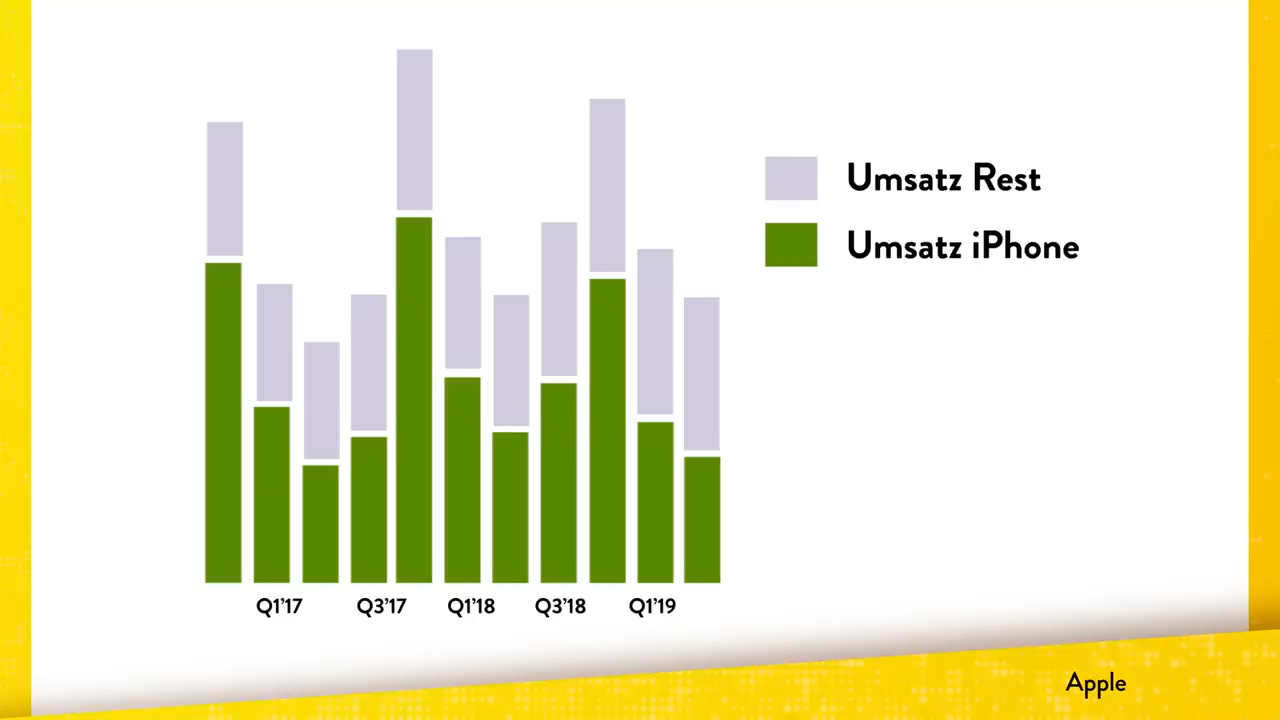 Umsatz Rest
Umsatz iPhone
Q1’17 Q3’17 Q1’18 Q3’18 Q1’19
Apple